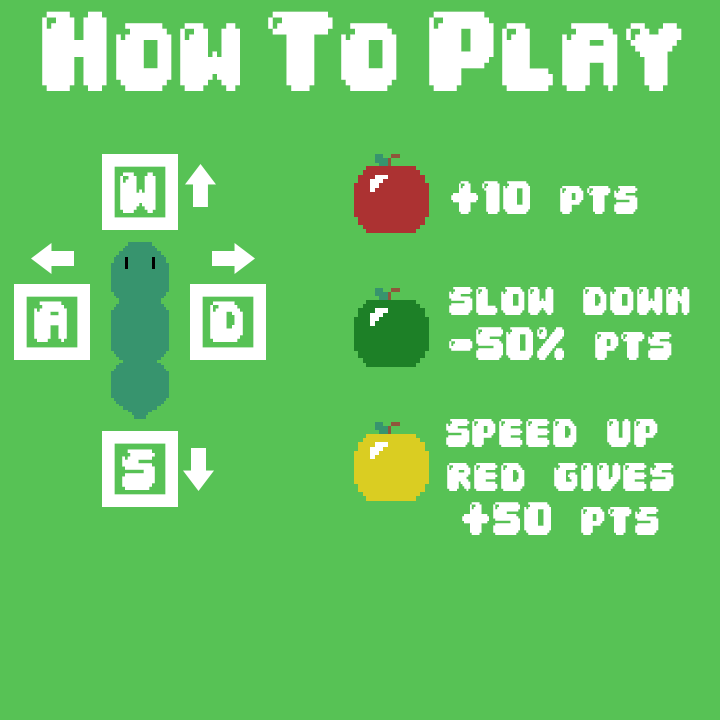 How To Play
W
A
D
S
+10 PTS
SLOW DOWN
-50% PTS
SPEED UP
RED GIVES
+50 PTS